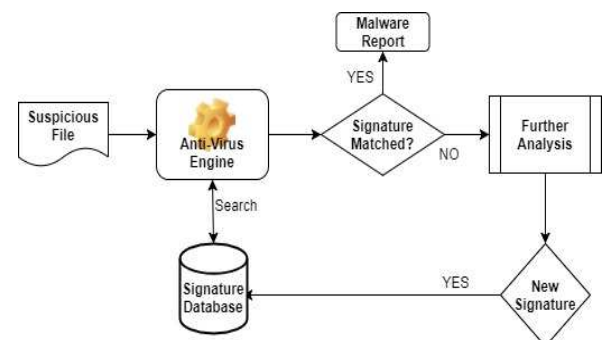 Malware
Report
YES
Suspicious
File
Anti-Virus
Engine
Signature
Matched?
NO
Further
Analysis
Search
Signature
Database
YES
New
Signature